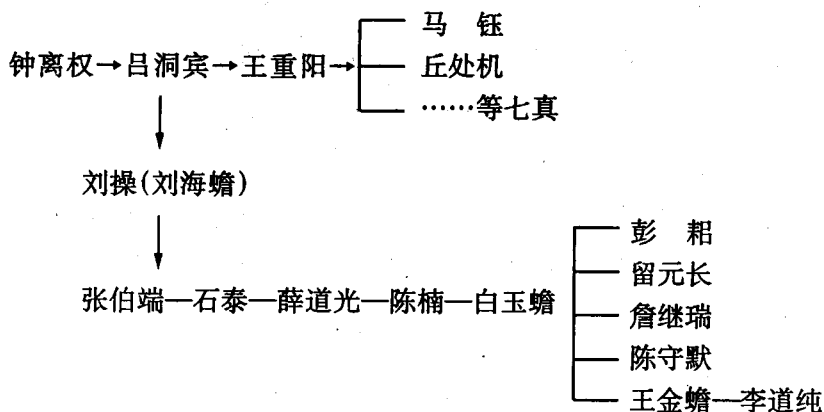 马 钰
钟离权→吕洞宾→王重阳→
丘处机
……等七真
刘操(刘海蟾)
彭 耜
留元长
张伯端—石泰—薛道光—陈楠—白玉蟾
詹继瑞
陈守默
王金蟾—李道纯